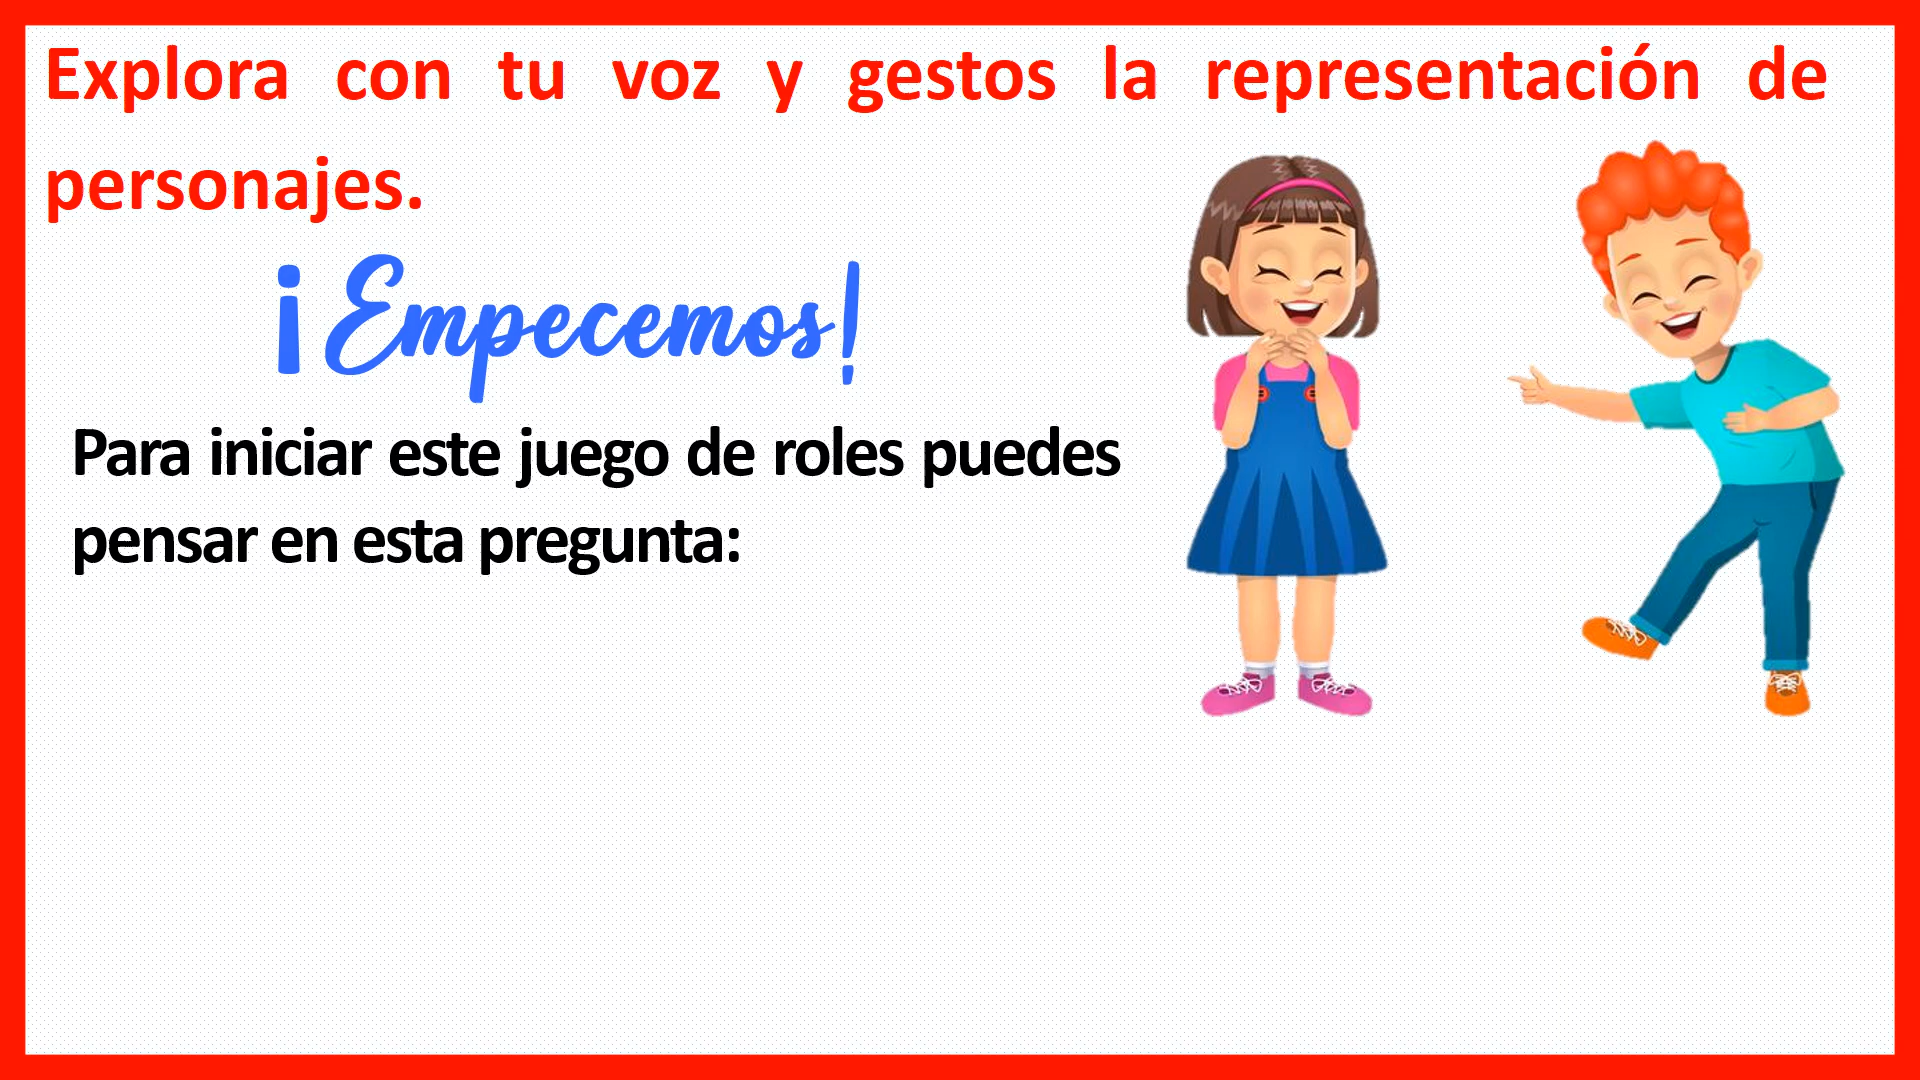 Explora con tu voz y gestos la representación de
personajes.
¡Empecemos!
Para iniciar este juego de roles puedes
pensar en esta pregunta: